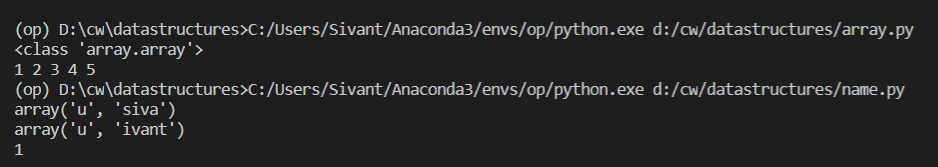 (op) D:\cw\datastructures>C:/Users/Sivant/Anaconda3/envs/op/python.exe d:/cw/datastructures/array.py
<class 'array.array'>
1 2 3 4 5
(op) D:\cw\datastructures>C:/Users/Sivant/Anaconda3/envs/op/python.exe d:/cw/datastructures/name.py
array('u', 'siva')
array('u', 'ivant')
1